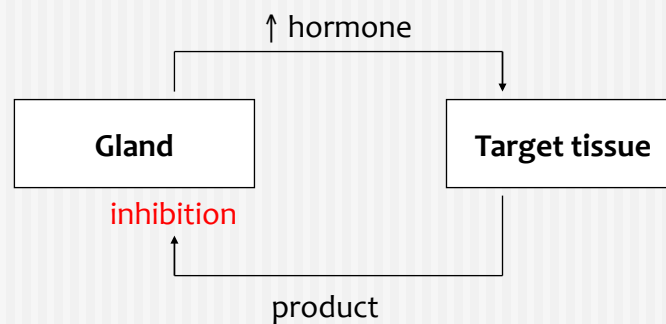 ↑ hormone
Gland
Target tissue
inhibition
product